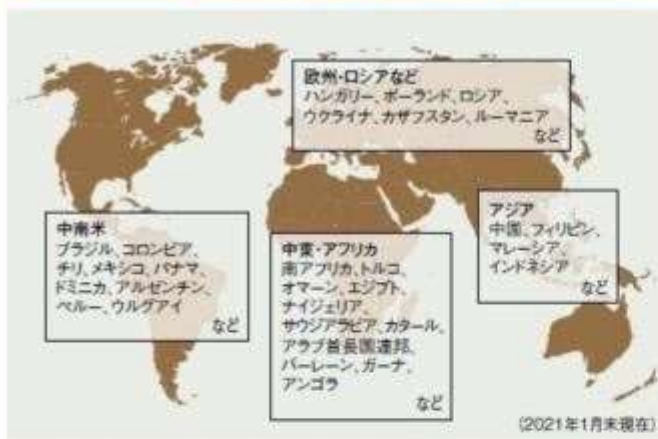 欧州・ロシアなど
ハンガリー、ポーランド、ロシア、
ウクライナ、カザフスタン、ルーマニア
など
中南米
ブラジル、コロンビア、
チリ、メキシコ、パナマ、
ドミニカ、アルゼンチン、
ペルー、ウルグアイ
など
中東・アフリカ
南アフリカ、トルコ、
オマーン、エジプト、
ナイジェリア、
サウジアラビア、カタール、
アラブ首長国連邦、
バーレーン、ガーナ、
アンゴラ
など
アジア
中国、フィリピン、
マレーシア、
インドネシア
など
（2021年1月末現在）